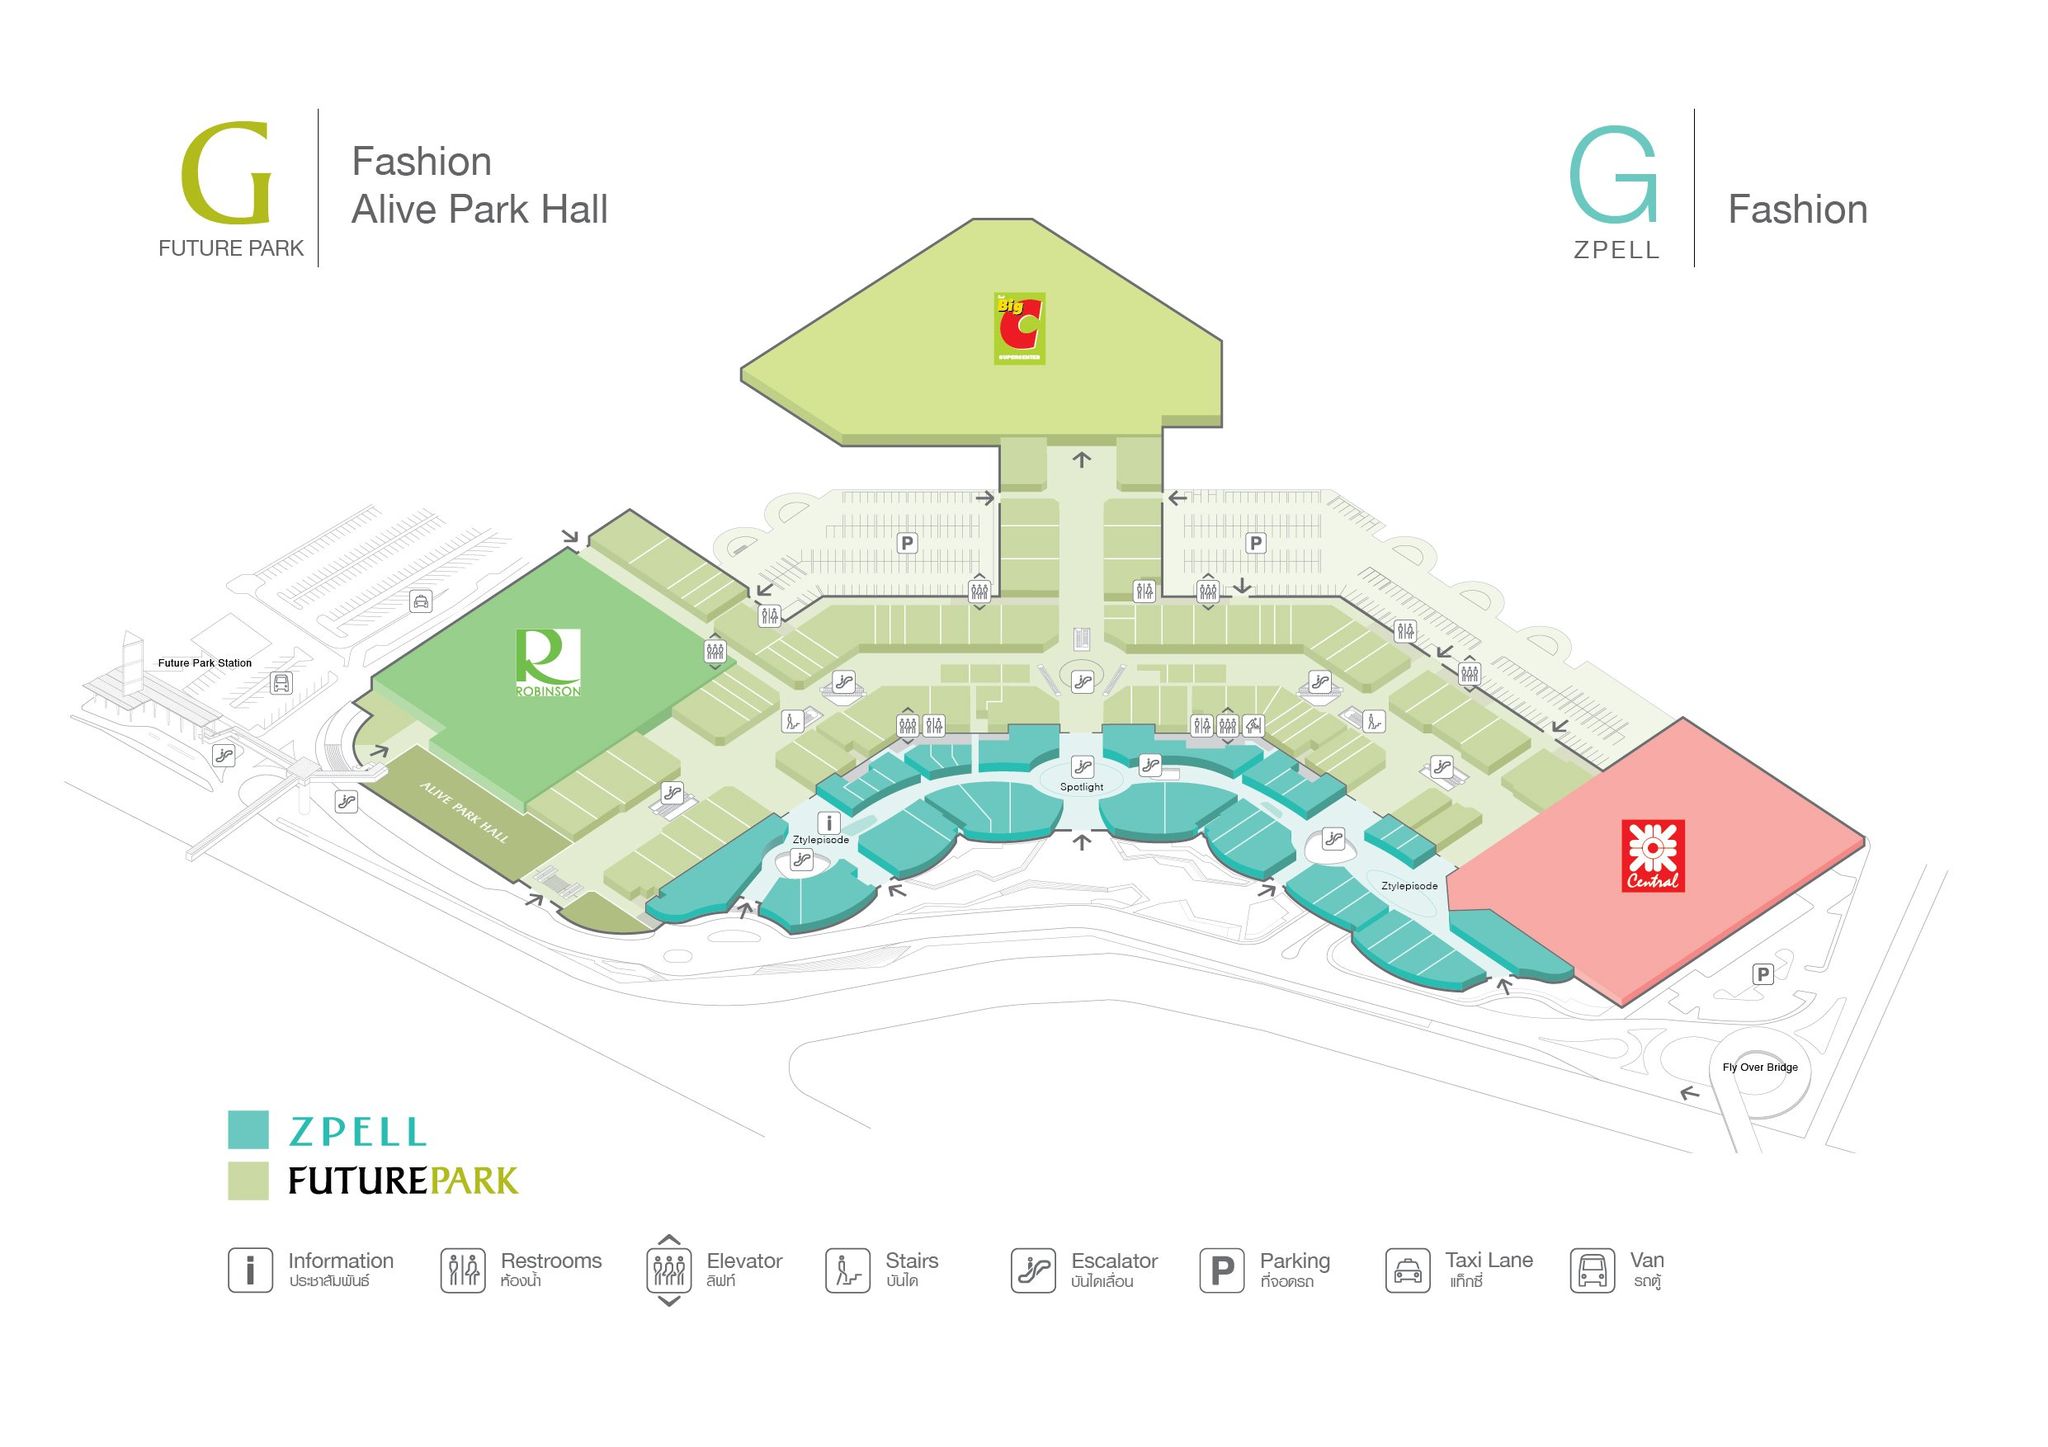 G
FUTURE PARK
Fashion
Alive Park Hall
G
ZPELL
Fashion
Big
C
SUPERCENTER
P
P
R
ROBINSON
Future Park Station
ALIVE PARK HALL
Spotlight
i
Ztylepisode
Ztylepisode
Central
P
Fly Over Bridge
ZPELL
FUTUREPARK
i
Information
ประชาสัมพันธ์
Restrooms
ห้องน้ำ
Elevator
ลิฟท์
Stairs
บันได
Escalator
บันไดเลื่อน
P
Parking
ที่จอดรถ
Taxi Lane
แท็กซี่
Van
รถตู้